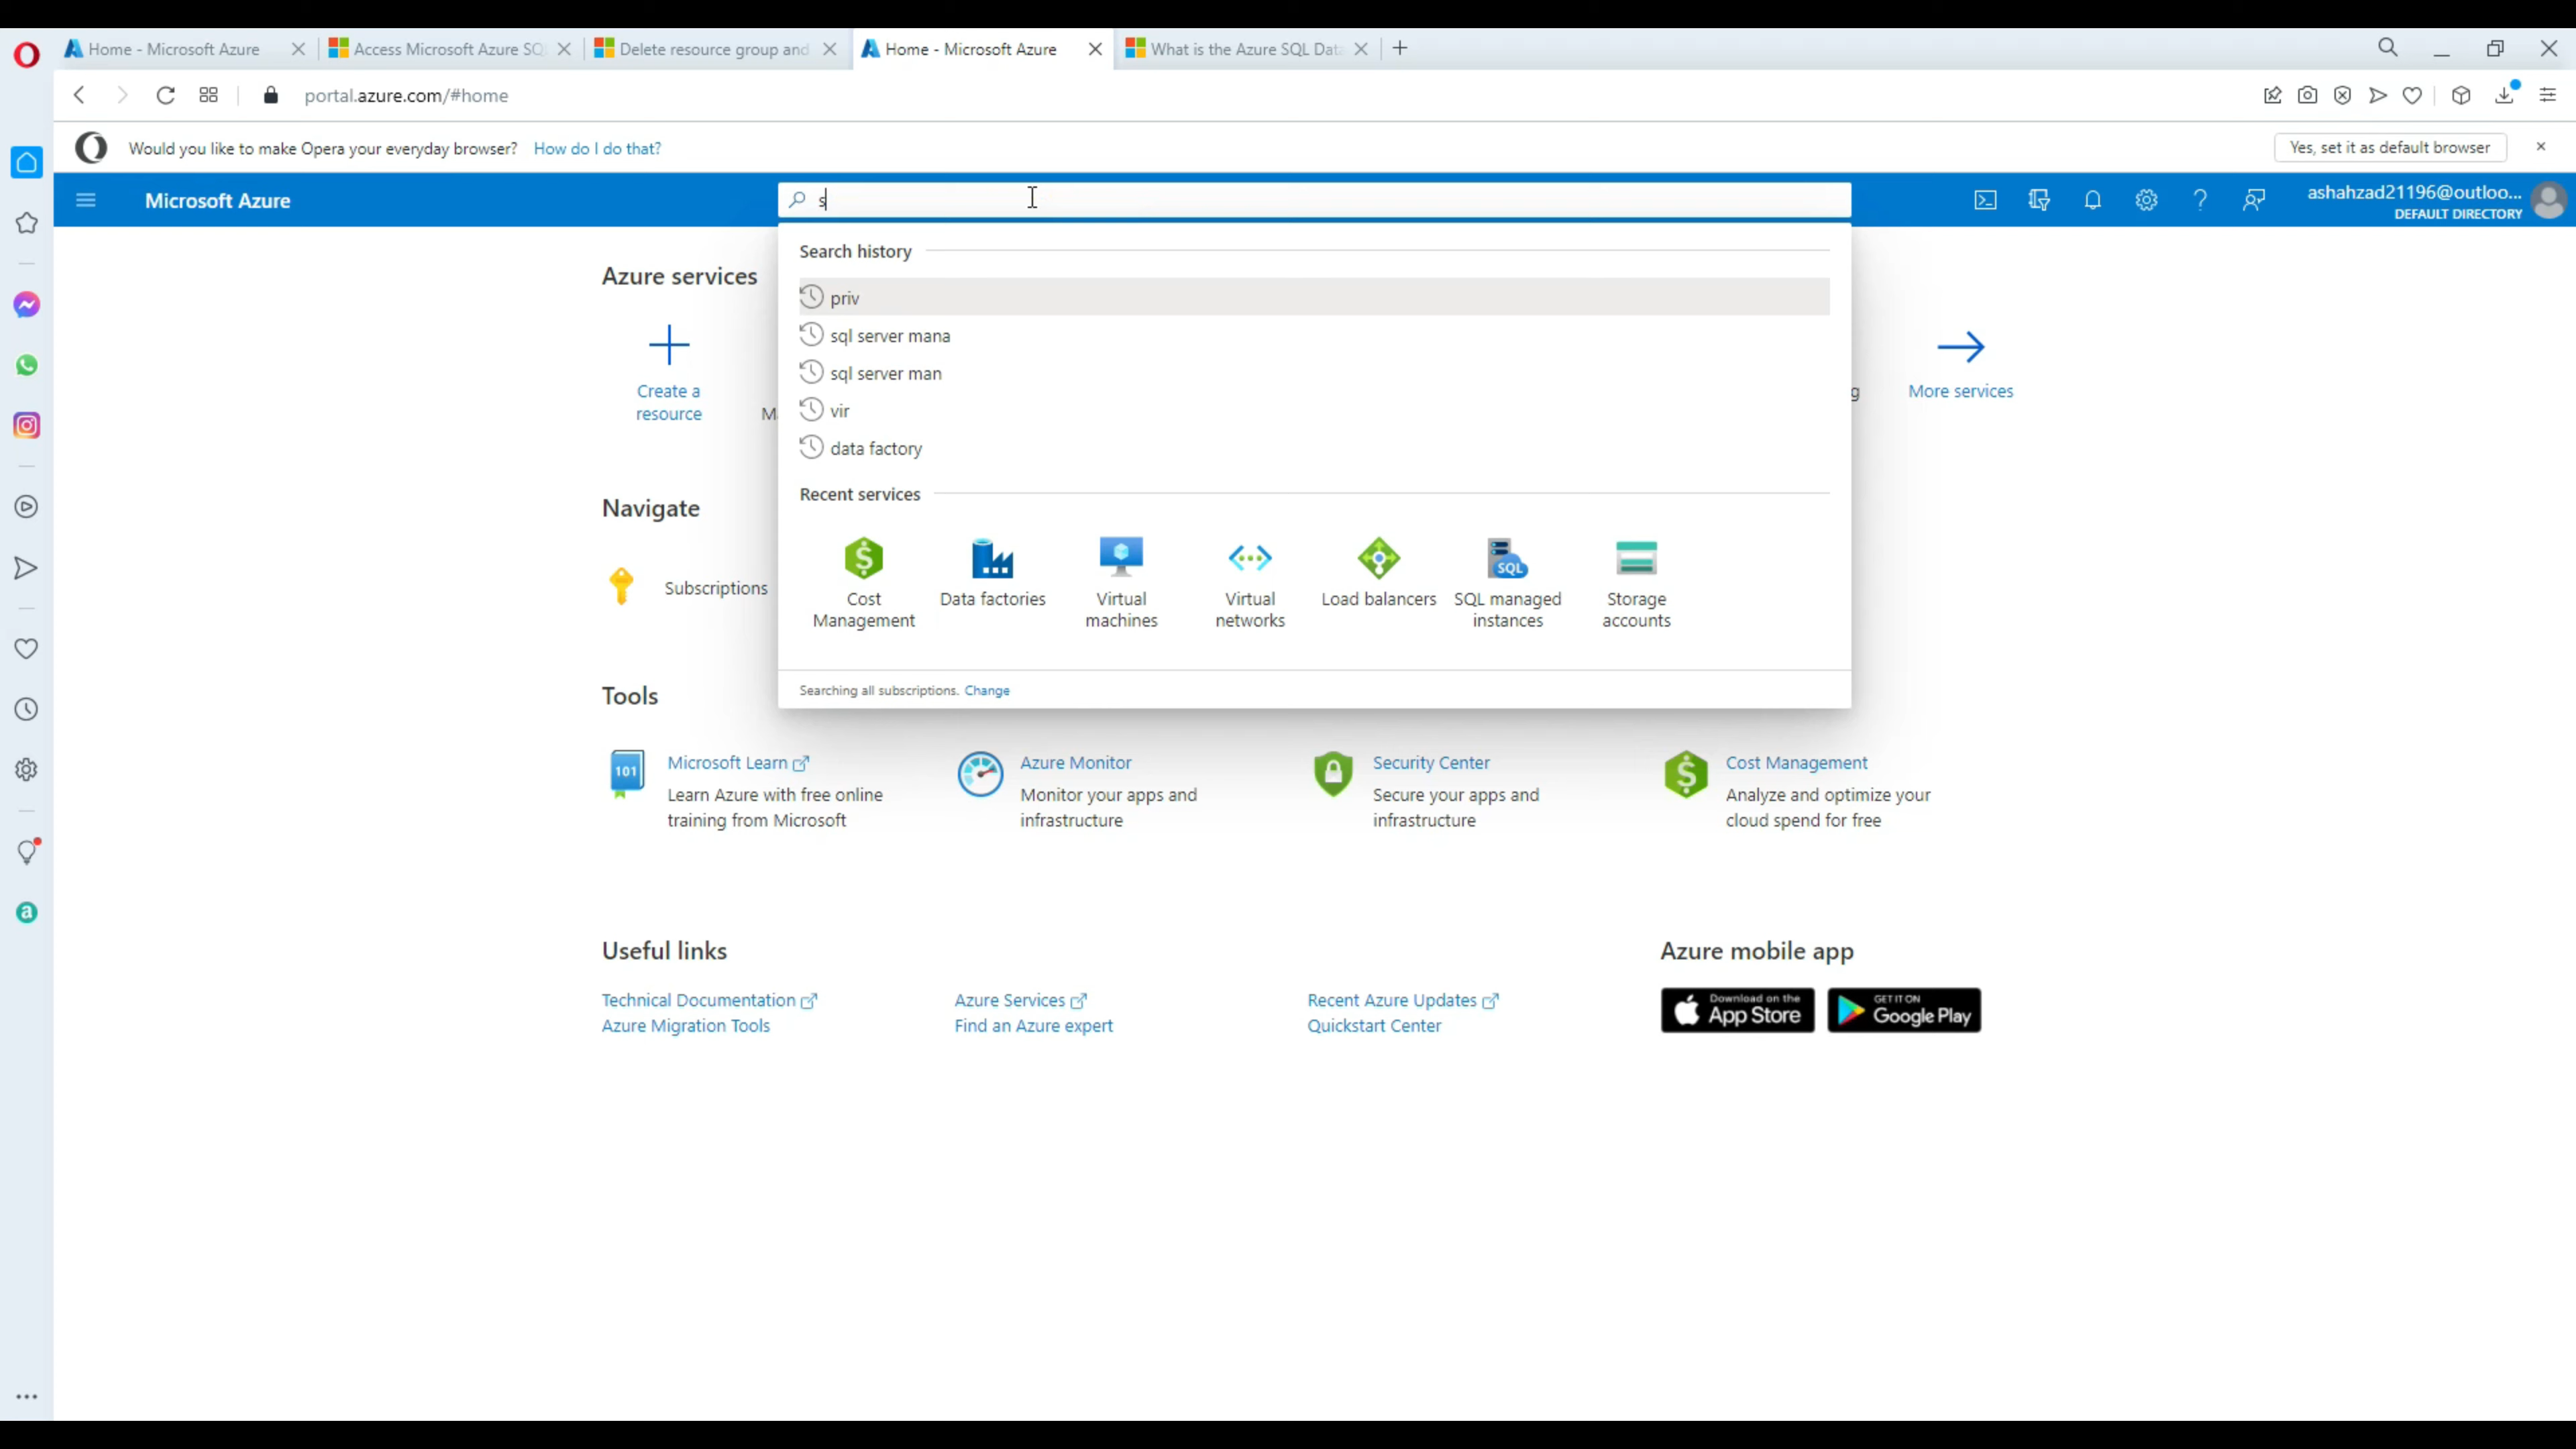 Home - Microsoft Azure
Access Microsoft Azure SQ
Delete resource group and
Home - Microsoft Azure
What is the Azure SQL Data
portal.azure.com/#home
Would you like to make Opera your everyday browser? How do I do that?
Yes, set it as default browser
Microsoft Azure
s
ashahzad21196@outloo...
DEFAULT DIRECTORY
Search history
priv
sql server mana
sql server man
vir
data factory
Recent services
Cost
Management
Data factories
Virtual
machines
Virtual
networks
Load balancers
SQL
SQL managed
instances
Storage
accounts
Searching all subscriptions. Change
Azure services
Create a
resource
M
g
More services
Navigate
Subscriptions
Tools
101
Microsoft Learn
Learn Azure with free online
training from Microsoft
Azure Monitor
Monitor your apps and
infrastructure
Security Center
Secure your apps and
infrastructure
Cost Management
Analyze and optimize your
cloud spend for free
Useful links
Technical Documentation
Azure Migration Tools
Azure Services
Find an Azure expert
Recent Azure Updates
Quickstart Center
Azure mobile app
Download on the
App Store
GET IT ON
Google Play